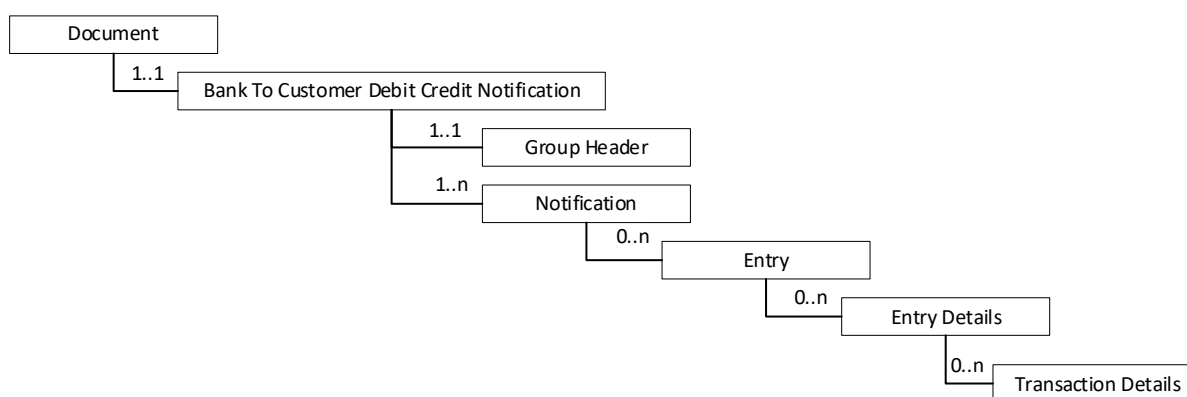 Document
1..1
Bank To Customer Debit Credit Notification
1..1
Group Header
1..n
Notification
0..n
Entry
0..n
Entry Details
0..n
Transaction Details